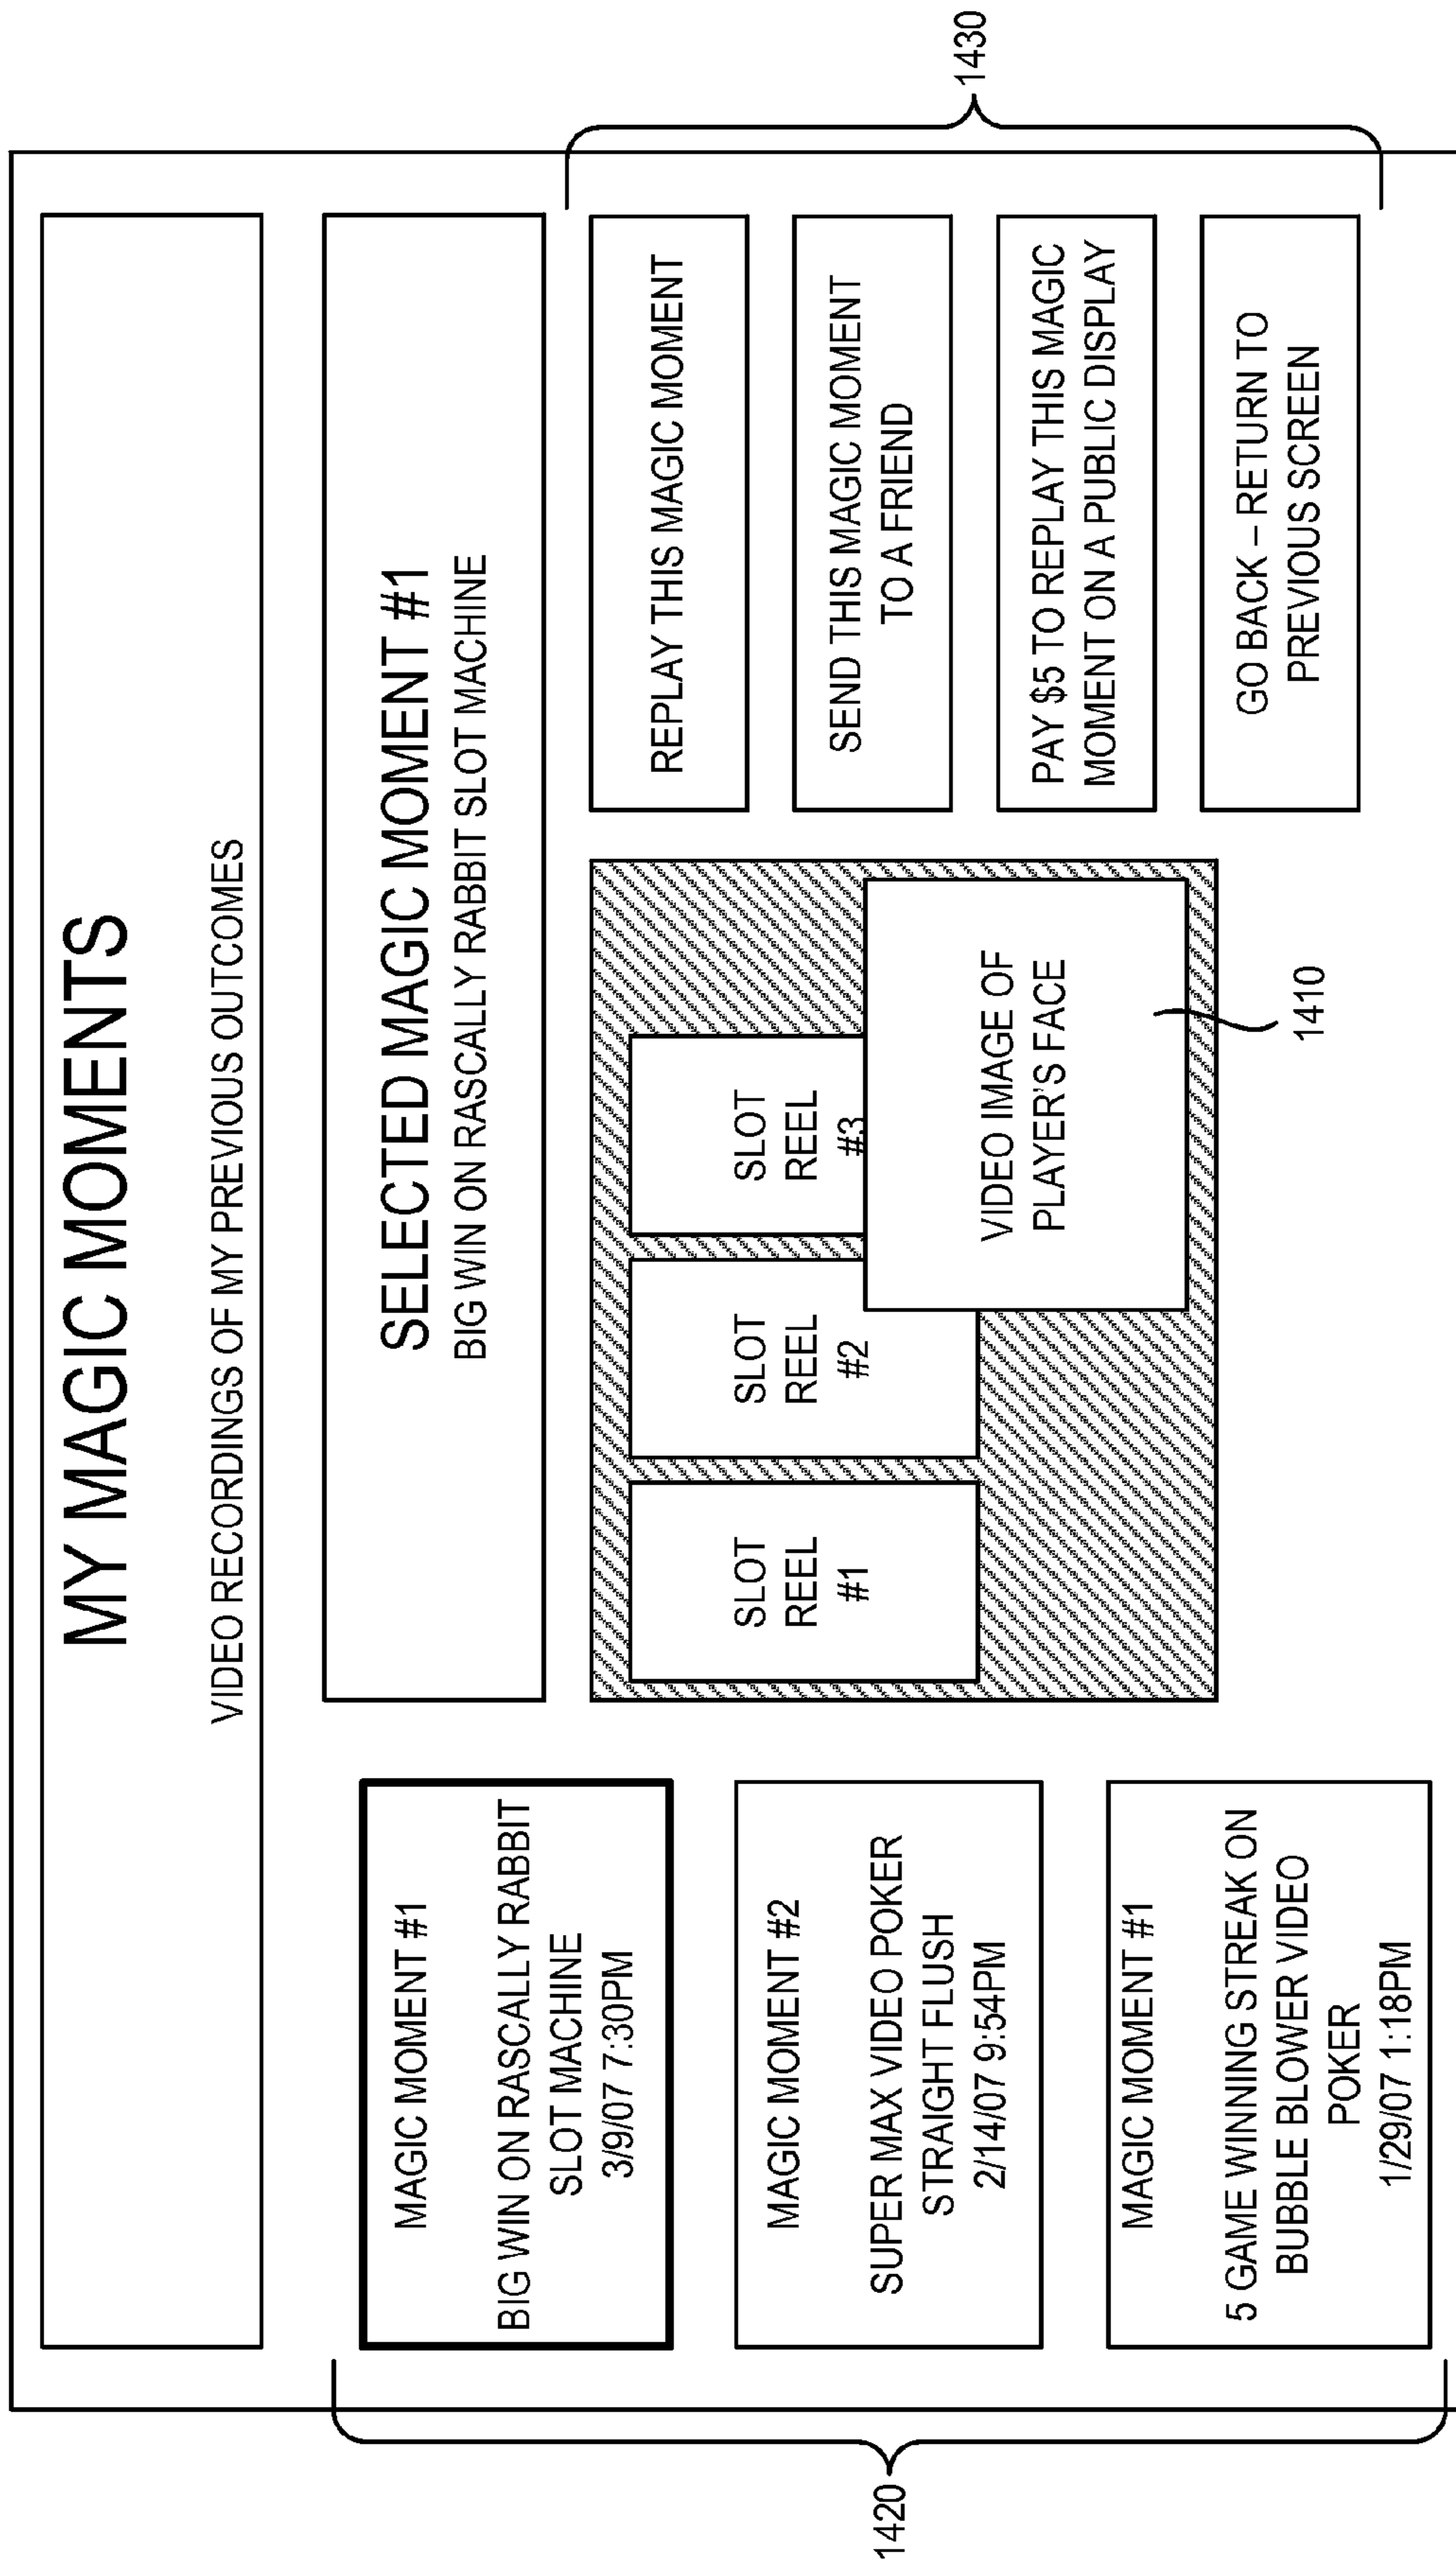 MY MAGIC MOMENTS
VIDEO RECORDINGS OF MY PREVIOUS OUTCOMES
1420
MAGIC MOMENT #1
BIG WIN ON RASCALLY RABBIT
SLOT MACHINE
3/9/07 7:30PM
MAGIC MOMENT #2
SUPER MAX VIDEO POKER
STRAIGHT FLUSH
2/14/07 9:54PM
MAGIC MOMENT #1
5 GAME WINNING STREAK ON
BUBBLE BLOWER VIDEO
POKER
1/29/07 1:18PM
SELECTED MAGIC MOMENT #1
BIG WIN ON RASCALLY RABBIT SLOT MACHINE
SLOT
REEL
#1
SLOT
REEL
#2
SLOT
REEL
#3
VIDEO IMAGE OF
PLAYER'S FACE
1410
REPLAY THIS MAGIC MOMENT
SEND THIS MAGIC MOMENT
TO A FRIEND
PAY $5 TO REPLAY THIS MAGIC
MOMENT ON A PUBLIC DISPLAY
GO BACK – RETURN TO
PREVIOUS SCREEN
1430